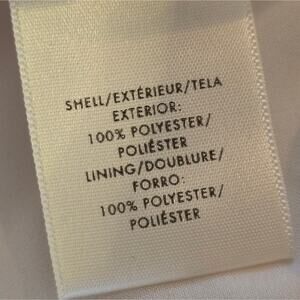 SHELL/EXTÉRIEUR/TELA
EXTERIOR:
100% POLYESTER/
POLIÉSTER
LINING/DOUBLURE/
FORRO:
100% POLYESTER/
POLIÉSTER